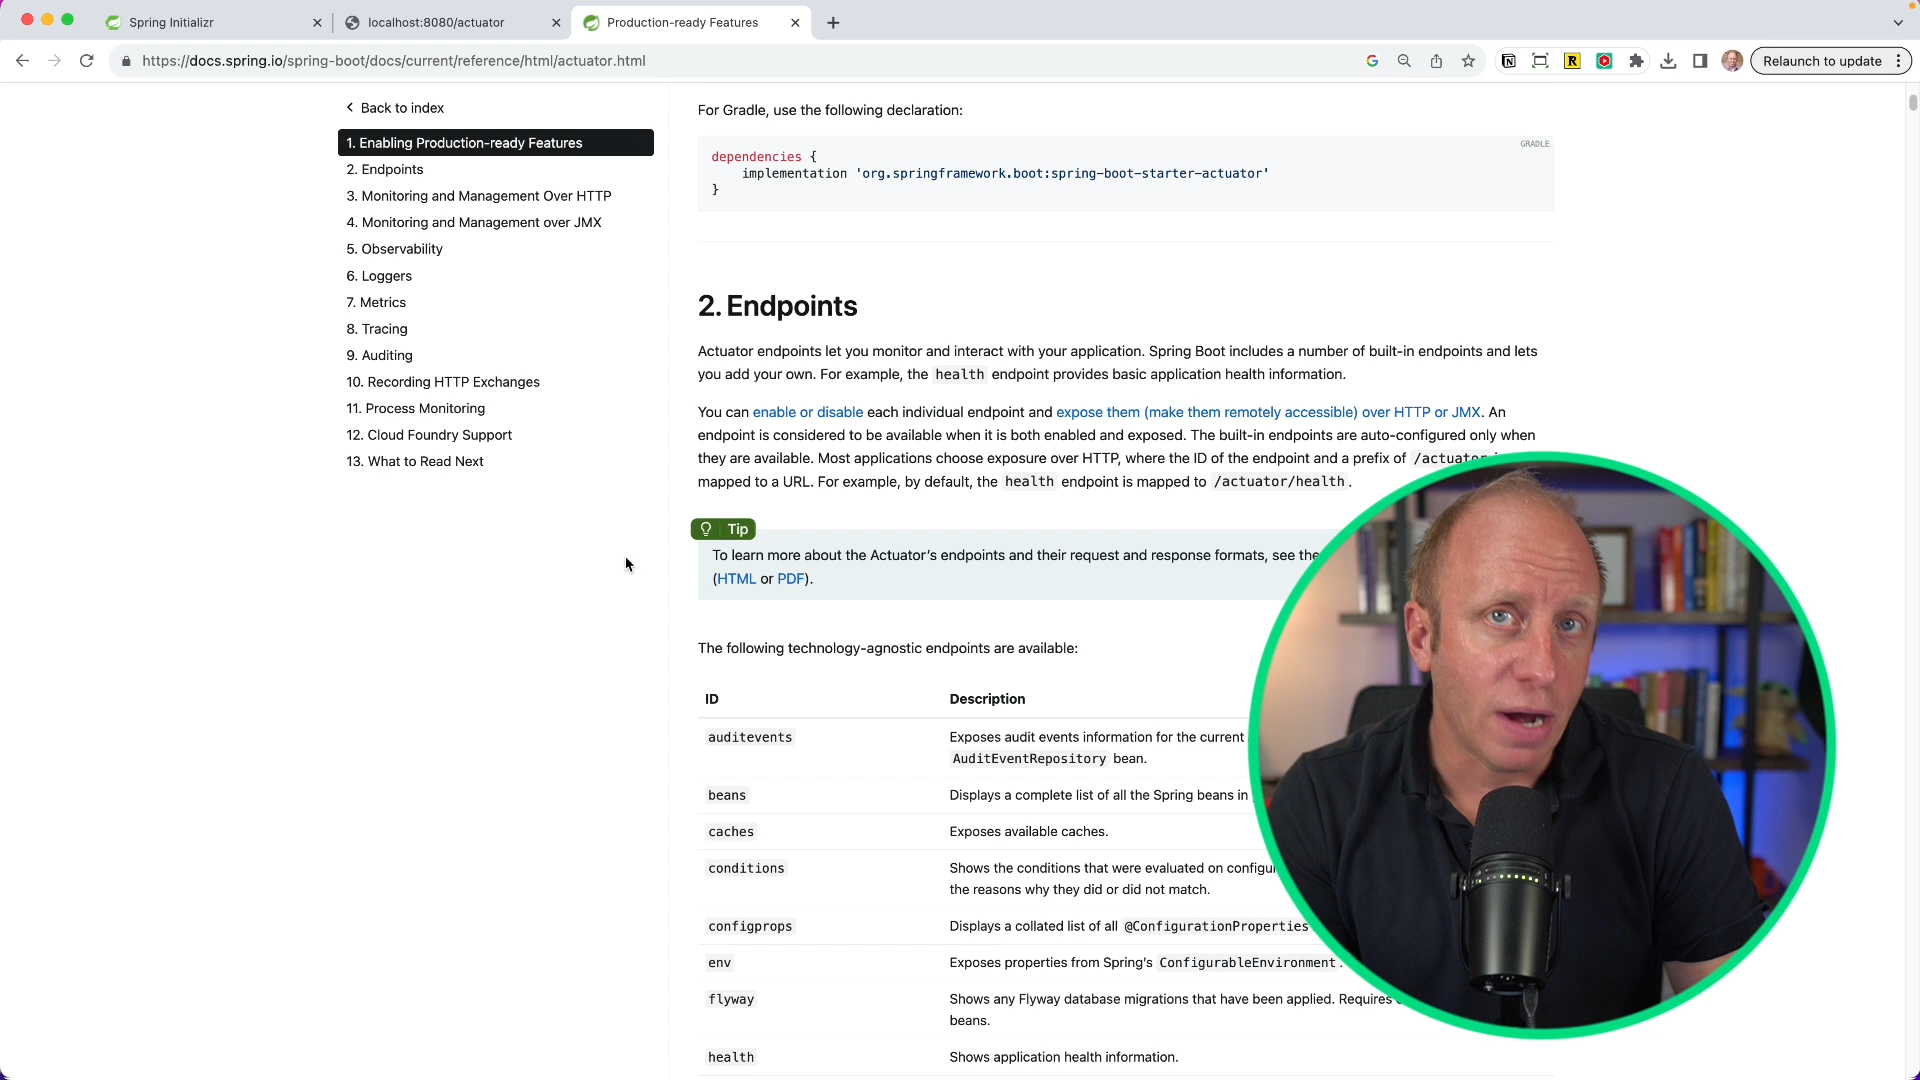 Spring Initializr
localhost:8080/actuator
Production-ready Features
https://docs.spring.io/spring-boot/docs/current/reference/html/actuator.html
Relaunch to update
Back to index
1. Enabling Production-ready Features
2. Endpoints
3. Monitoring and Management Over HTTP
4. Monitoring and Management over JMX
5. Observability
6. Loggers
7. Metrics
8. Tracing
9. Auditing
10. Recording HTTP Exchanges
11. Process Monitoring
12. Cloud Foundry Support
13. What to Read Next
For Gradle, use the following declaration:
GRADLE
dependencies {
implementation 'org.springframework.boot:spring-boot-starter-actuator'
}
2. Endpoints
Actuator endpoints let you monitor and interact with your application. Spring Boot includes a number of built-in endpoints and lets
you add your own. For example, the health endpoint provides basic application health information.
You can enable or disable each individual endpoint and expose them (make them remotely accessible) over HTTP or JMX. An
endpoint is considered to be available when it is both enabled and exposed. The built-in endpoints are auto-configured only when
they are available. Most applications choose exposure over HTTP, where the ID of the endpoint and a prefix of /actuator
mapped to a URL. For example, by default, the health endpoint is mapped to /actuator/health.
Tip
To learn more about the Actuator's endpoints and their request and response formats, see the
(HTML or PDF).
The following technology-agnostic endpoints are available:
ID Description
auditevents Exposes audit events information for the current
AuditEventRepository bean.
beans Displays a complete list of all the Spring beans in
caches Exposes available caches.
conditions Shows the conditions that were evaluated on
the reasons why they did or did not match.
configprops Displays a collated list of all @ConfigurationProperties
env Exposes properties from Spring's ConfigurableEnvironment.
flyway Shows any Flyway database migrations that have been applied. Requires
beans.
health Shows application health information.